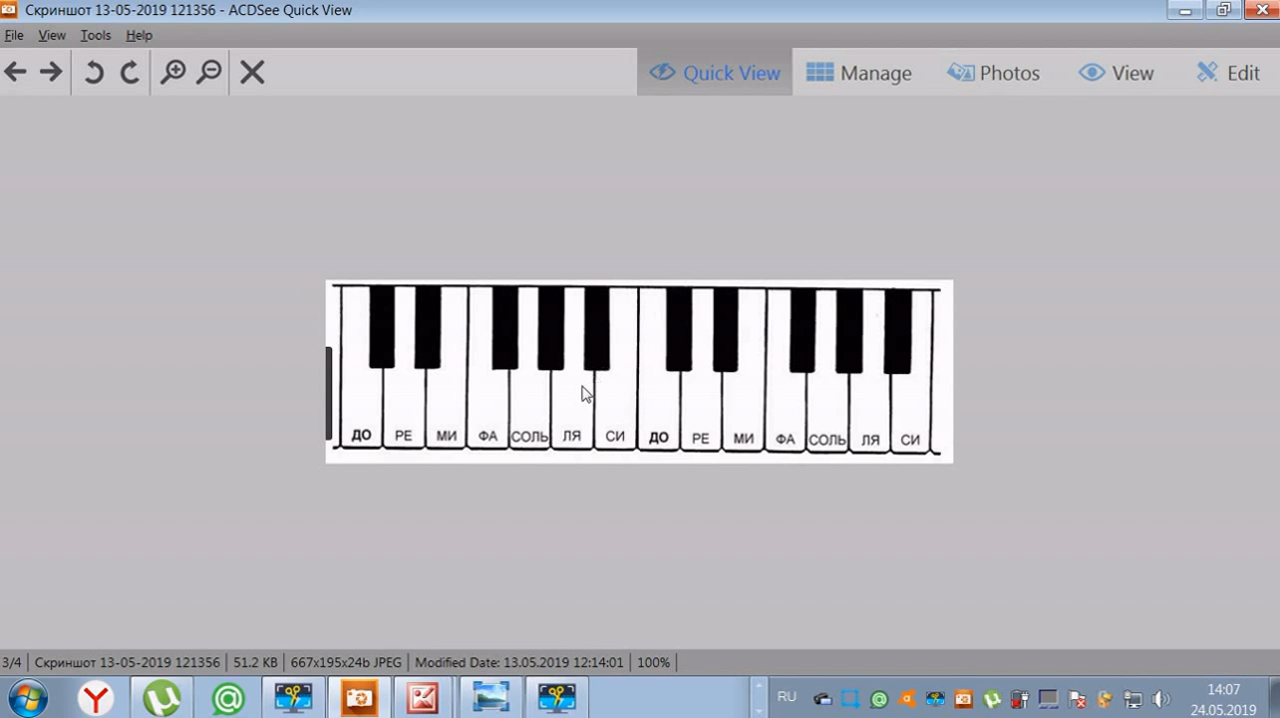 Скриншот 13-05-2019 121356 - ACDSee Quick View
File View Tools Help
Quick View Manage Photos View Edit
ДО РЕ МИ ФА СОЛЬ ЛЯ СИ ДО РЕ МИ ФА СОЛЬ ЛЯ СИ
3/4 Скриншот 13-05-2019 121356 51.2 KB 667x195x24b JPEG Modified Date: 13.05.2019 12:14:01 100%
RU
14:07
24.05.2019